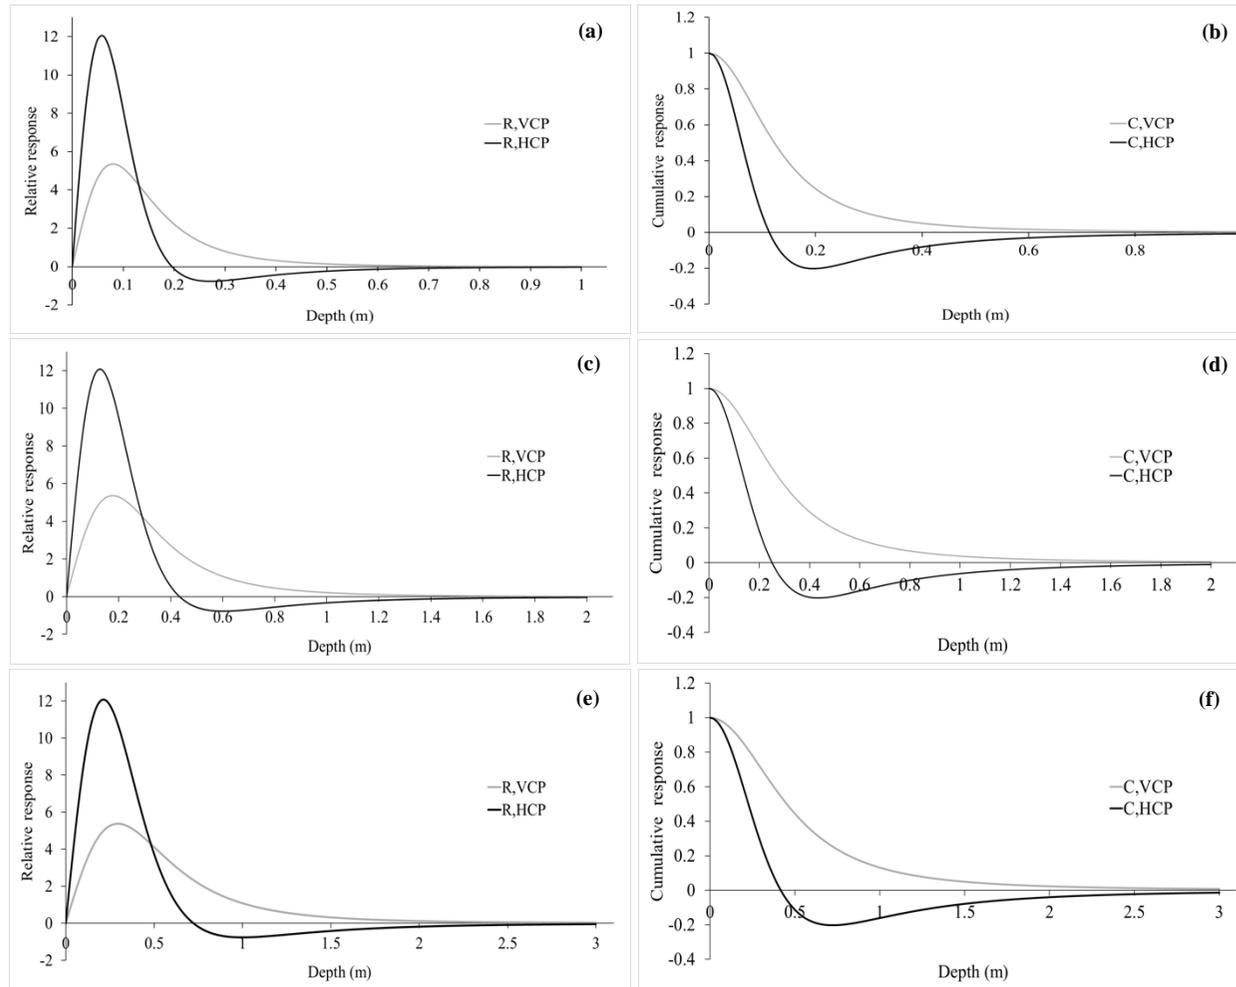 (a)
Relative response
12
10
8
6
4
2
0
-2
R,VCP
R,HCP
0 0.1 0.2 0.3 0.4 0.5 0.6 0.7 0.8 0.9 1
Depth (m)
(b)
Cumulative response
1.2
1
0.8
0.6
0.4
0.2
0
-0.2
-0.4
C,VCP
C,HCP
0 0.2 0.4 0.6 0.8
Depth (m)
(c)
Relative response
12
10
8
6
4
2
0
-2
R,VCP
R,HCP
0 0.2 0.4 0.6 0.8 1 1.2 1.4 1.6 1.8 2
Depth (m)
(d)
Cumulative response
1.2
1
0.8
0.6
0.4
0.2
0
-0.2
-0.4
C,VCP
C,HCP
0 0.2 0.4 0.6 0.8 1 1.2 1.4 1.6 1.8 2
Depth (m)
(e)
Relative response
12
10
8
6
4
2
0
-2
R,VCP
R,HCP
0 0.5 1 1.5 2 2.5 3
Depth (m)
(f)
Cumulative response
1.2
1
0.8
0.6
0.4
0.2
0
-0.2
-0.4
C,VCP
C,HCP
0 0.5 1 1.5 2 2.5 3
Depth (m)